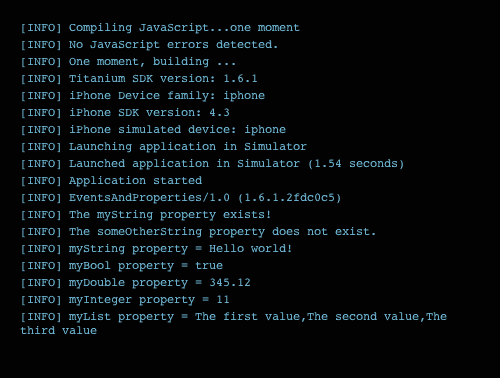 [INFO] Compiling JavaScript...one moment
[INFO] No JavaScript errors detected.
[INFO] One moment, building ...
[INFO] Titanium SDK version: 1.6.1
[INFO] iPhone Device family: iphone
[INFO] iPhone SDK version: 4.3
[INFO] iPhone simulated device: iphone
[INFO] Launching application in Simulator
[INFO] Launched application in Simulator (1.54 seconds)
[INFO] Application started
[INFO] EventsAndProperties/1.0 (1.6.1.2fdc0c5)
[INFO] The myString property exists!
[INFO] The someOtherString property does not exist.
[INFO] myString property = Hello world!
[INFO] myBool property = true
[INFO] myDouble property = 345.12
[INFO] myInteger property = 11
[INFO] myList property = The first value,The second value,The
third value